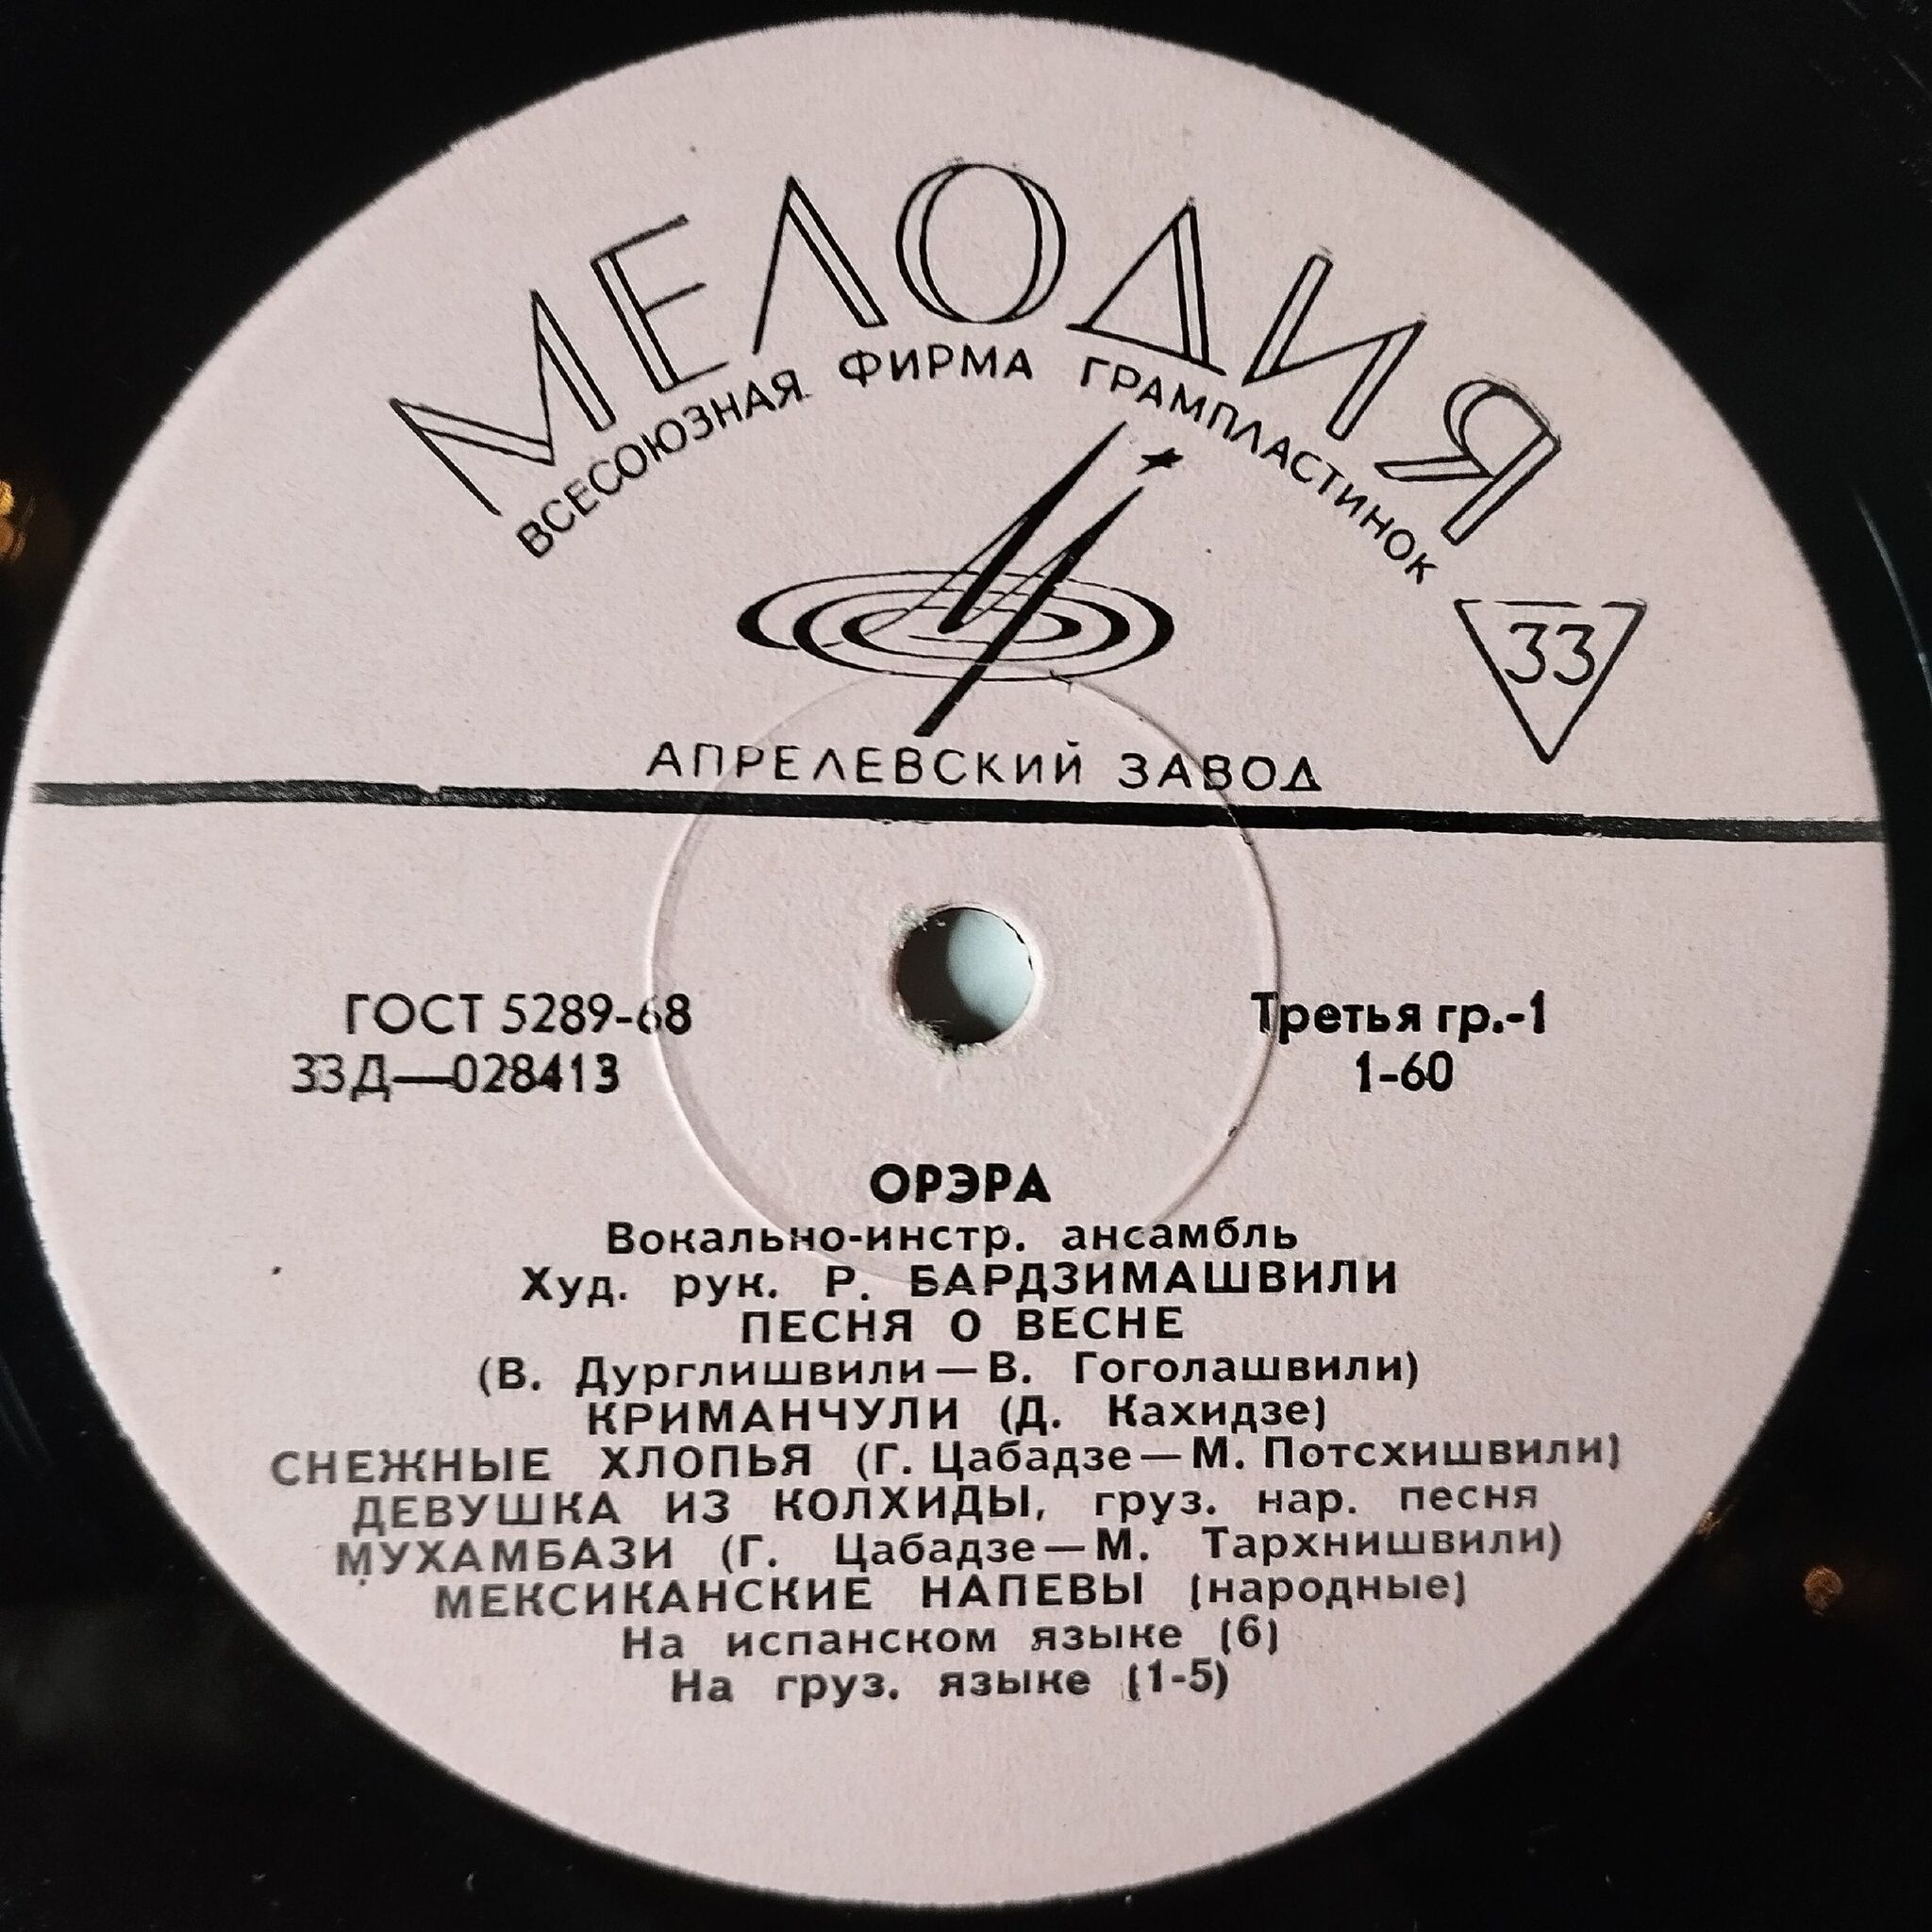 МЕЛОДИЯ
ВСЕСОЮЗНАЯ ФИРМА ГРАМПЛАСТИНОК
33
АПРЕЛЕВСКИЙ ЗАВОД
ГОСТ 5289-68
Третья гр.-1
33Д—028413
1-60
ОРЭРА
Вокально-инстр. ансамбль
Худ. рук. Р. БАРДЗИМАШВИЛИ
ПЕСНЯ О ВЕСНЕ
(В. Дурглишвили — В. Гоголашвили)
КРИМАНЧУЛИ (Д. Кахидзе)
СНЕЖНЫЕ ХЛОПЬЯ (Г. Цабадзе — М. Потсхишвили)
ДЕВУШКА ИЗ КОЛХИДЫ, груз. нар. песня
МУХАМБАЗИ (Г. Цабадзе — М. Тархнишвили)
МЕКСИКАНСКИЕ НАПЕВЫ (народные)
На испанском языке (6)
На груз. языке (1-5)